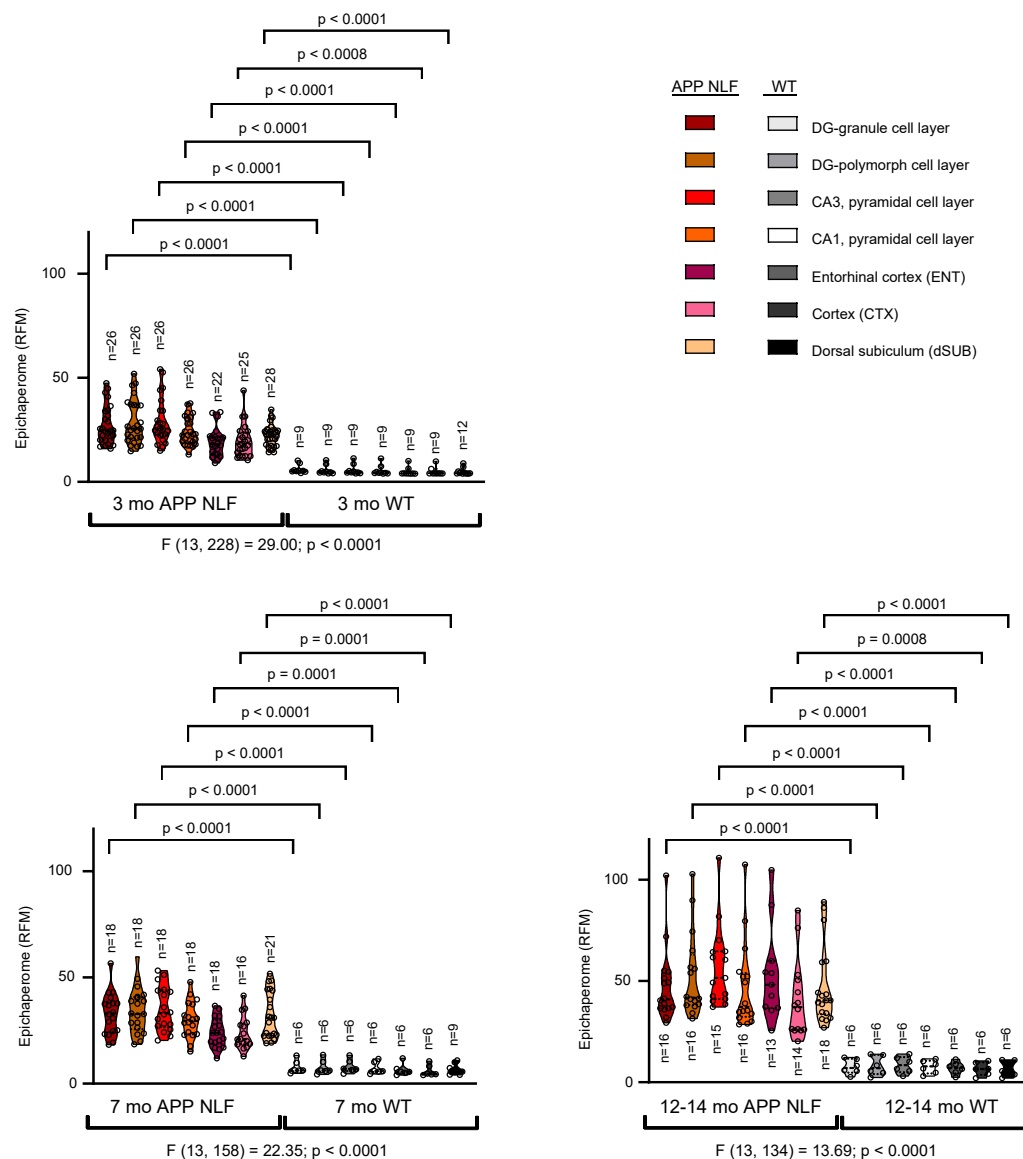 p < 0.0001
p < 0.0008
p < 0.0001
p < 0.0001
p < 0.0001
p < 0.0001
p < 0.0001
Epichaperome (RFM)
100
50
0
n=26
n=26
n=26
n=26
n=22
n=25
n=28
n=9
n=9
n=9
n=9
n=9
n=9
n=12
3 mo APP NLF
3 mo WT
F (13, 228) = 29.00; p < 0.0001
APP NLF
WT
DG-granule cell layer
DG-polymorph cell layer
CA3, pyramidal cell layer
CA1, pyramidal cell layer
Entorhinal cortex (ENT)
Cortex (CTX)
Dorsal subiculum (dSUB)
p < 0.0001
p = 0.0001
p = 0.0001
p < 0.0001
p < 0.0001
p < 0.0001
p < 0.0001
Epichaperome (RFM)
100
50
0
n=18
n=18
n=18
n=18
n=18
n=16
n=21
n=6
n=6
n=6
n=6
n=6
n=6
n=9
7 mo APP NLF
7 mo WT
F (13, 158) = 22.35; p < 0.0001
p < 0.0001
p = 0.0008
p < 0.0001
p < 0.0001
p < 0.0001
p < 0.0001
p < 0.0001
Epichaperome (RFM)
100
50
0
n=16
n=16
n=15
n=16
n=13
n=14
n=18
n=6
n=6
n=6
n=6
n=6
n=6
n=6
12-14 mo APP NLF
12-14 mo WT
F (13, 134) = 13.69; p < 0.0001